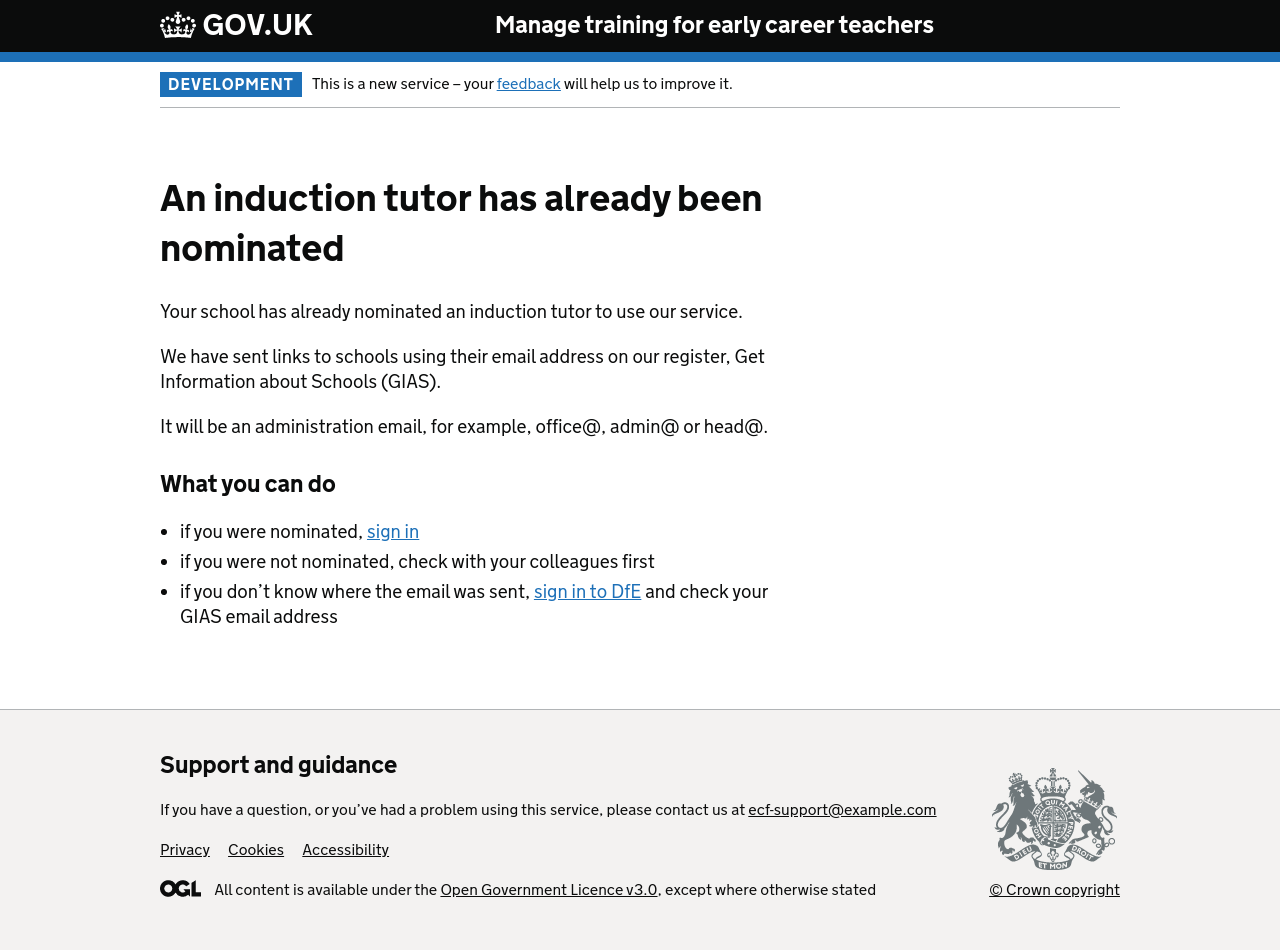 GOV.UK
Manage training for early career teachers
DEVELOPMENT This is a new service – your feedback will help us to improve it.
An induction tutor has already been
nominated
Your school has already nominated an induction tutor to use our service.
We have sent links to schools using their email address on our register, Get
Information about Schools (GIAS).
It will be an administration email, for example, office@, admin@ or head@.
What you can do
• if you were nominated, sign in
• if you were not nominated, check with your colleagues first
• if you don’t know where the email was sent, sign in to DfE and check your
GIAS email address
Support and guidance
If you have a question, or you’ve had a problem using this service, please contact us at ecf-support@example.com
Privacy Cookies Accessibility
OGL All content is available under the Open Government Licence v3.0, except where otherwise stated
DIEU ET MON DROIT
© Crown copyright